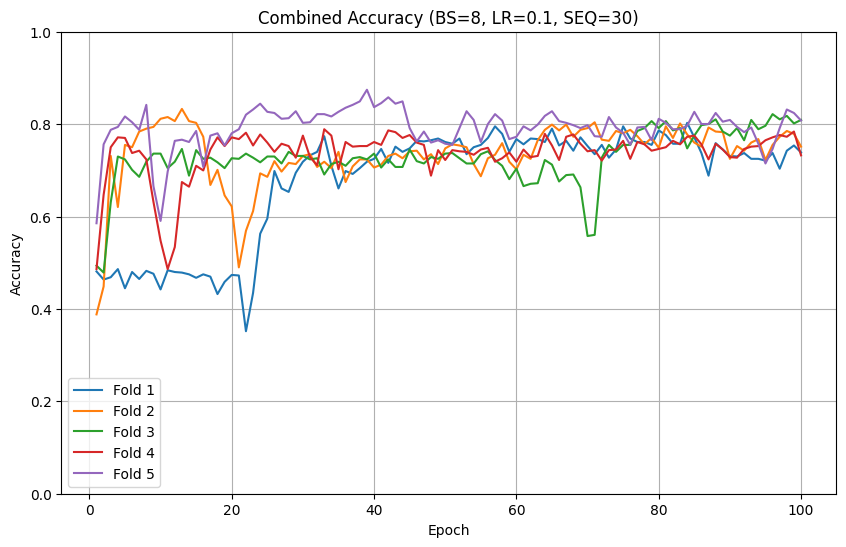 Combined Accuracy (BS=8, LR=0.1, SEQ=30)
Accuracy
1.0
0.8
0.6
0.4
0.2
0.0
Fold 1
Fold 2
Fold 3
Fold 4
Fold 5
0 20 40 60 80 100
Epoch